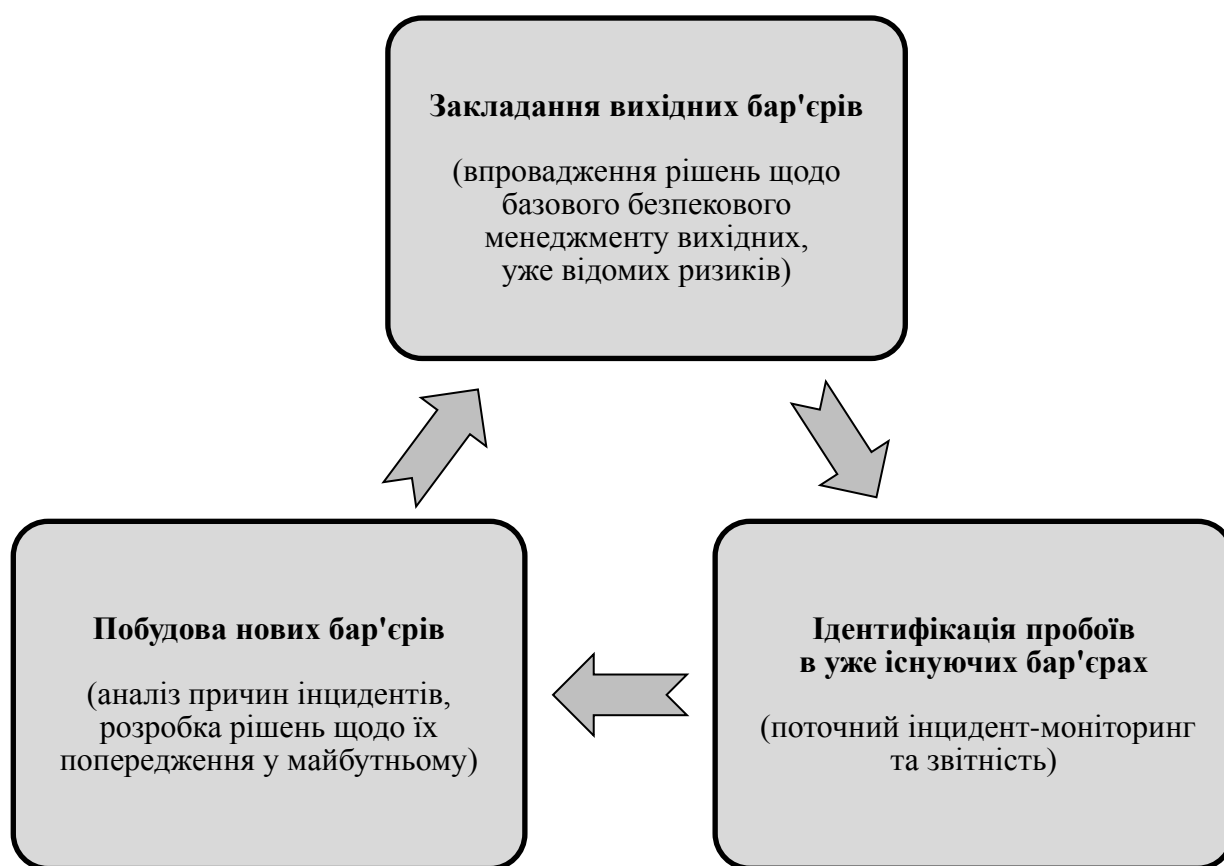 Закладання вихідних бар'єрів
(впровадження рішень щодо
базового безпекового
менеджменту вихідних,
уже відомих ризиків)
Побудова нових бар'єрів
(аналіз причин інцидентів,
розробка рішень щодо їх
попередження у майбутньому)
Ідентифікація пробоїв
в уже існуючих бар'єрах
(поточний інцидент-моніторинг
та звітність)